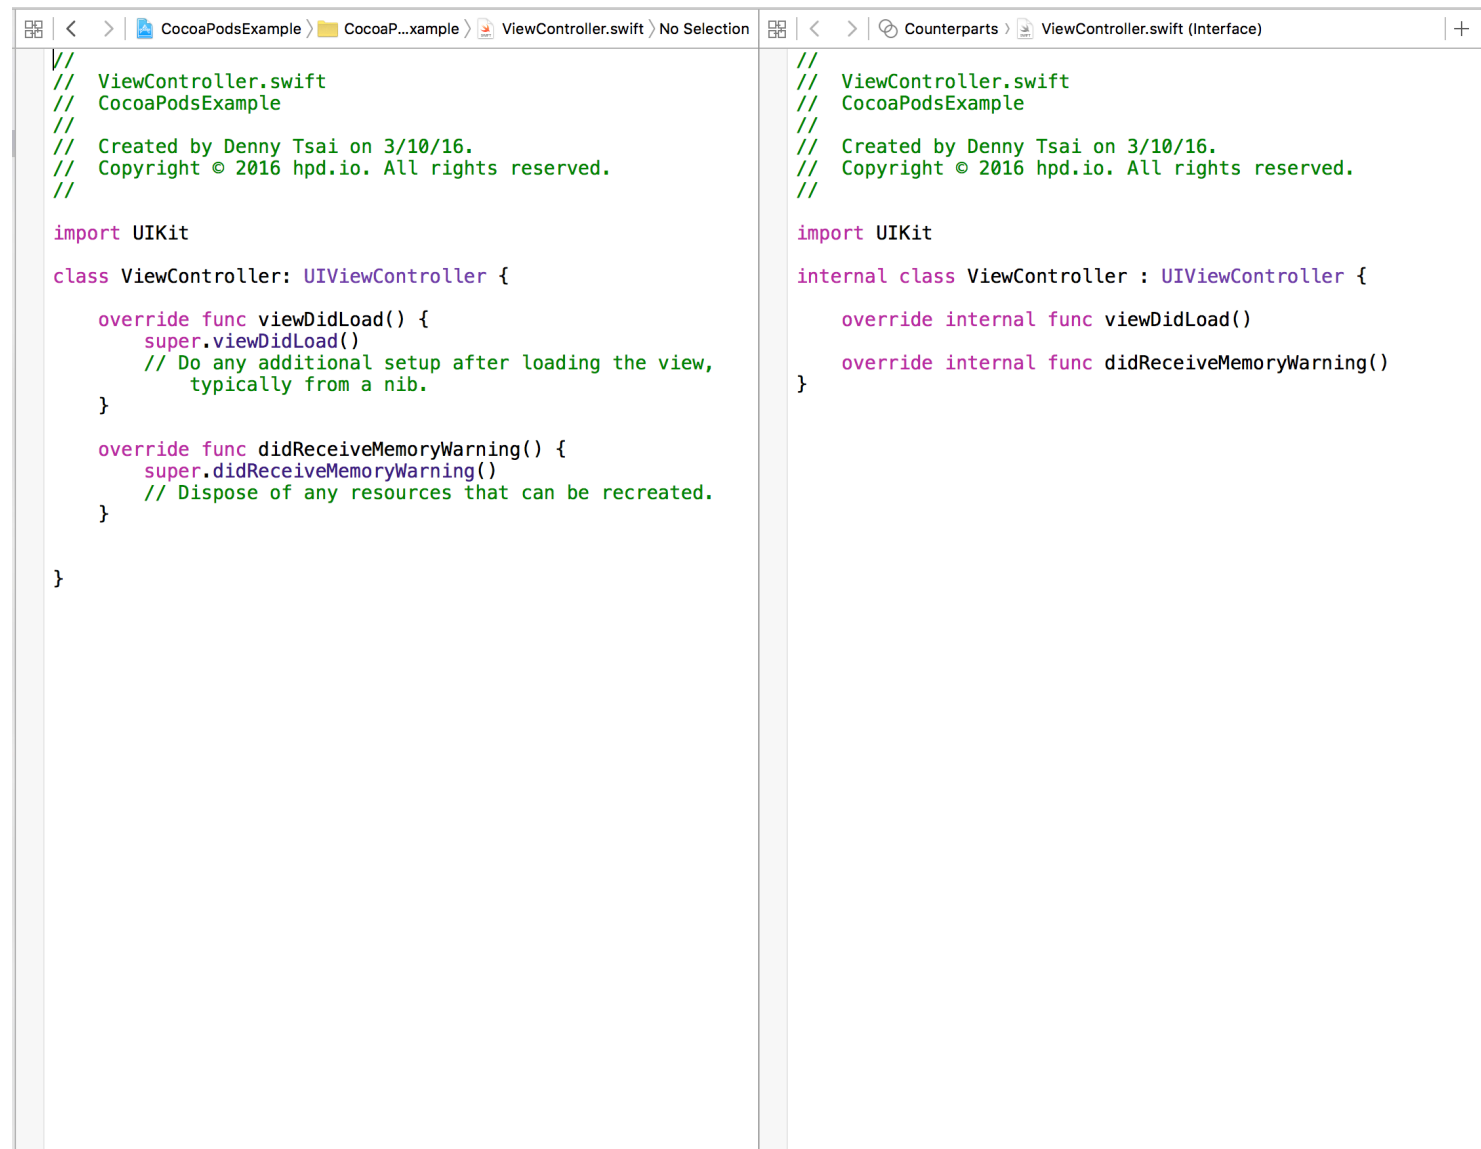 CocoaPodsExample CocoaP...xample ViewController.swift No Selection
//
//  ViewController.swift
//  CocoaPodsExample
//
//  Created by Denny Tsai on 3/10/16.
//  Copyright © 2016 hpd.io. All rights reserved.
//
import UIKit
class ViewController: UIViewController {
    override func viewDidLoad() {
        super.viewDidLoad()
        // Do any additional setup after loading the view,
            typically from a nib.
    }
    override func didReceiveMemoryWarning() {
        super.didReceiveMemoryWarning()
        // Dispose of any resources that can be recreated.
    }
}
Counterparts ViewController.swift (Interface)
//
//  ViewController.swift
//  CocoaPodsExample
//
//  Created by Denny Tsai on 3/10/16.
//  Copyright © 2016 hpd.io. All rights reserved.
//
import UIKit
internal class ViewController : UIViewController {
    override internal func viewDidLoad()
    override internal func didReceiveMemoryWarning()
}